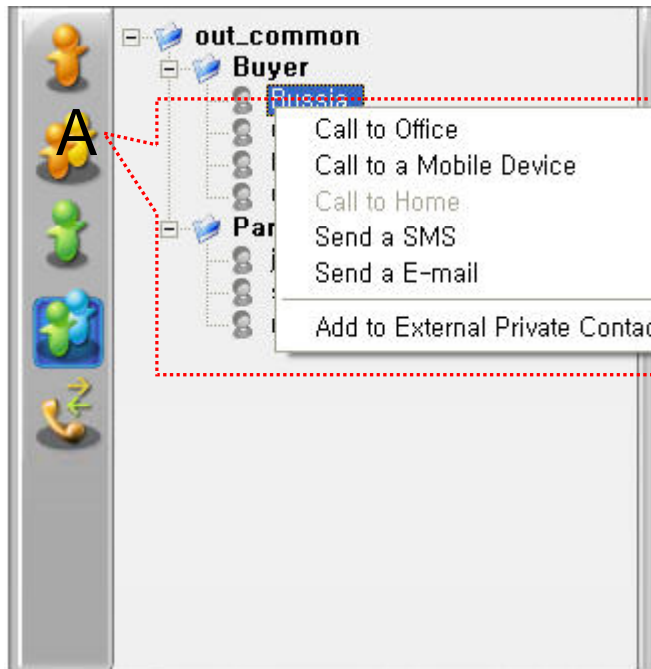 out_common
Buyer
Russia
A
Call to Office
Call to a Mobile Device
Call to Home
Send a SMS
Send a E-mail
Add to External Private